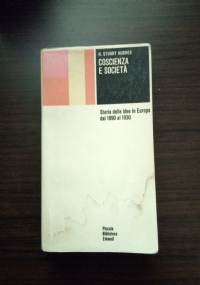 H. STUART HUGHES
COSCIENZA
E SOCIETÀ
Storia delle idee in Europa
dal 1890 al 1930
Piccola
Biblioteca
Einaudi